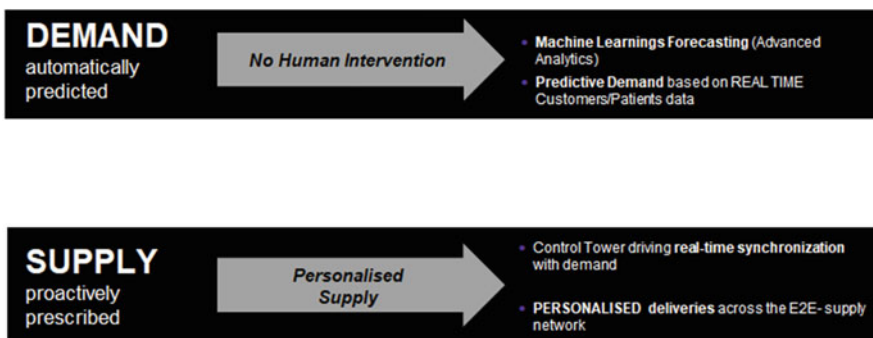 DEMAND
automatically
predicted
No Human Intervention
• Machine Learnings Forecasting (Advanced
Analytics)
• Predictive Demand based on REAL TIME
Customers/Patients data
SUPPLY
proactively
prescribed
Personalised
Supply
• Control Tower driving real-time synchronization
with demand
• PERSONALISED deliveries across the E2E- supply
network